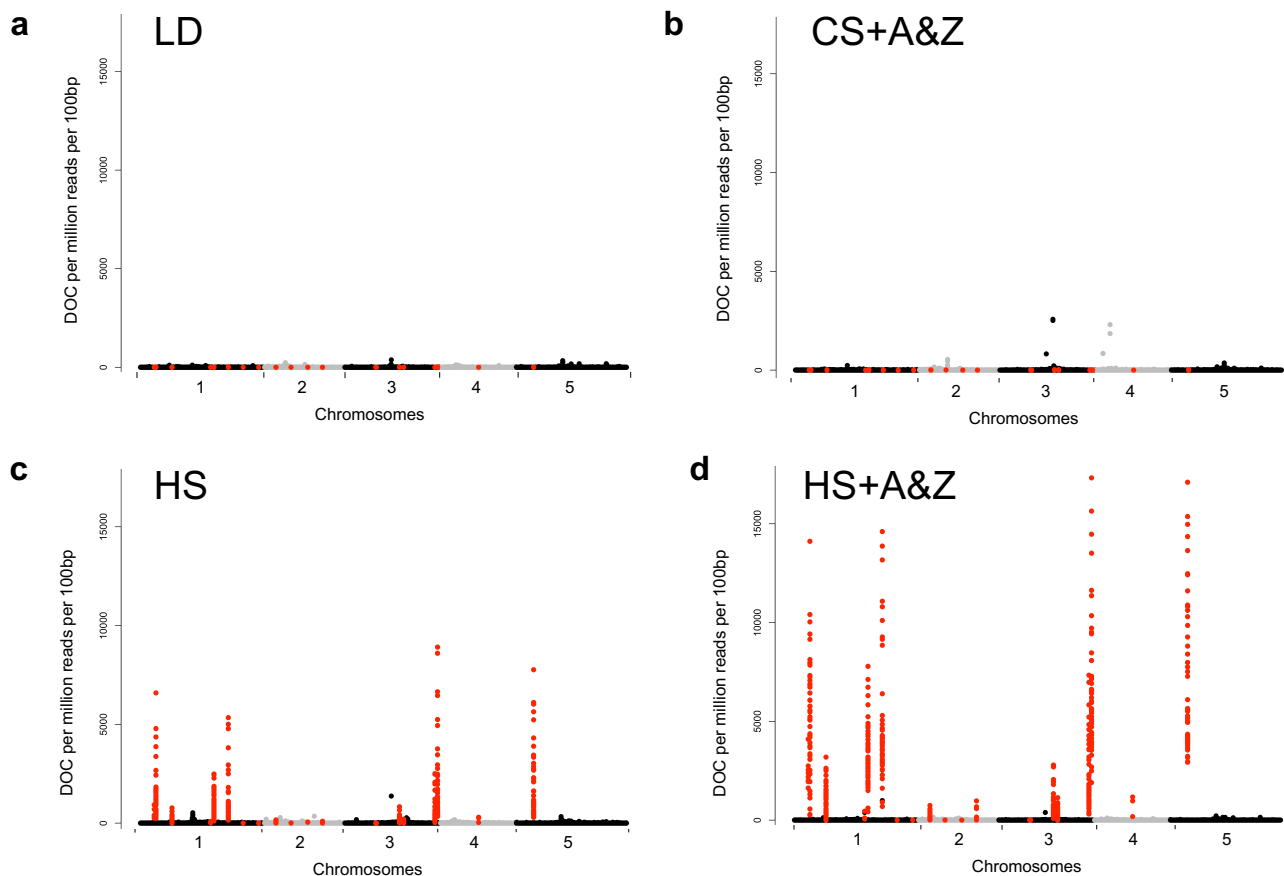 a LD
DOC per million reads per 100bp
15000
10000
5000
0
1 2 3 4 5
Chromosomes
b CS+A&Z
DOC per million reads per 100bp
15000
10000
5000
0
1 2 3 4 5
Chromosomes
c HS
DOC per million reads per 100bp
15000
10000
5000
0
1 2 3 4 5
Chromosomes
d HS+A&Z
DOC per million reads per 100bp
15000
10000
5000
0
1 2 3 4 5
Chromosomes